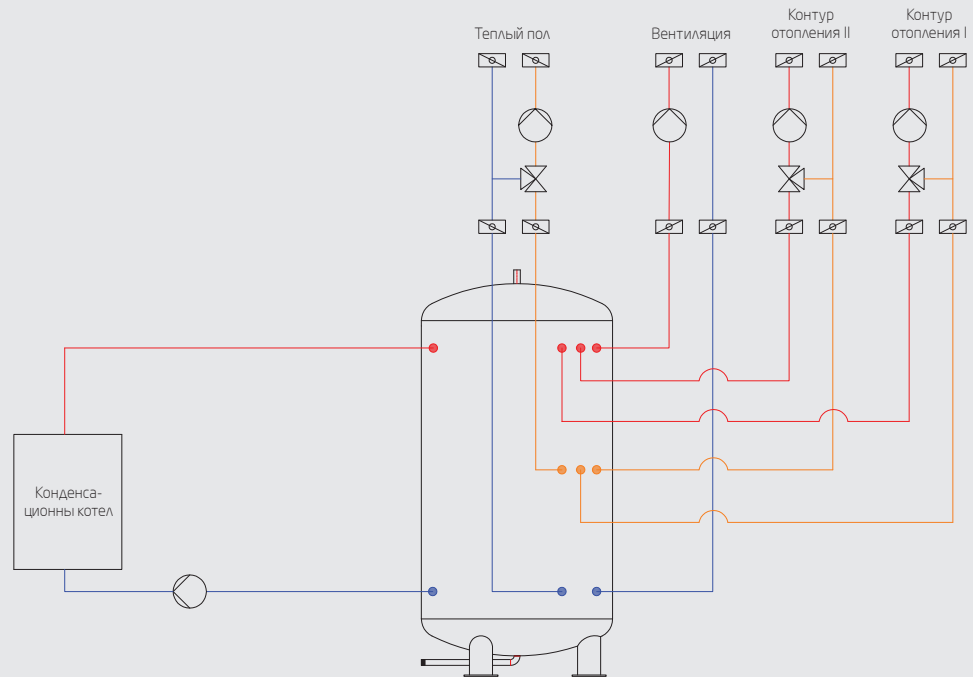 Теплый пол
Вентиляция
Контур
отопления II
Контур
отопления I
Конденса-
ционны котел